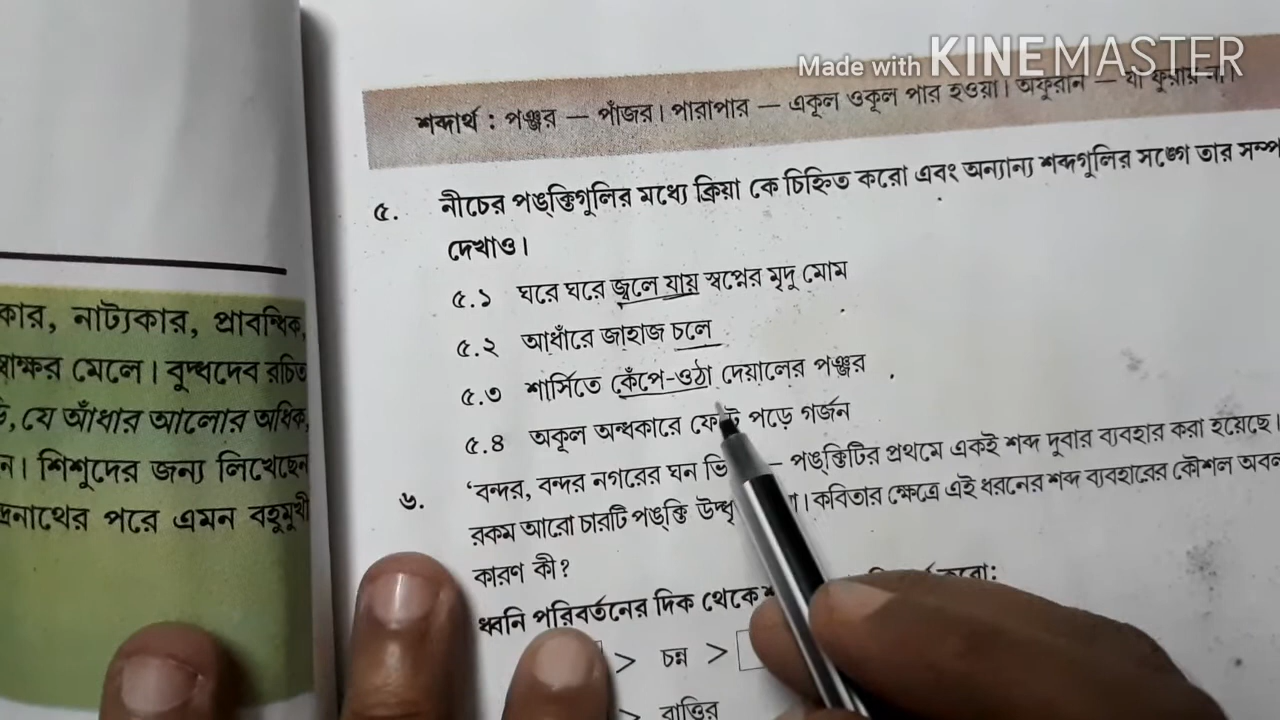 Made with KINEMASTER
শব্দার্থ : পঞ্জর — পাঁজর। পারাপার — একূল ওকূল পার হওয়া। অফুরান — যা ফুরায় না।
৫. নীচের পঙ্‌ক্তিগুলির মধ্যে ক্রিয়া কে চিহ্নিত করো এবং অন্যান্য শব্দগুলির সঙ্গে তার সম্প
দেখাও।
৫.১ ঘরে ঘরে জ্বলে যায় স্বপ্নের মৃদু মোম
৫.২ আধাঁরে জাহাজ চলে
৫.৩ শার্সিতে কেঁপে-ওঠা দেয়ালের পঞ্জর
৫.৪ অকূল অন্ধকারে পড়ে গর্জন
৬. ‘বন্দর, বন্দর নগরের ঘন — পঙ্‌ক্তিটির প্রথমে একই শব্দ দুবার ব্যবহার করা হয়েছে।
রকম আরো চারটি পঙ্‌ক্তি কবিতার ক্ষেত্রে এই ধরনের শব্দ ব্যবহারের কৌশল
কারণ কী?
ধ্বনি পরিবর্তনের দিক থেকে
> চন্ন >
> রাত্তির
কার, নাট্যকার, প্রাবন্ধিক,
মেলে। বুদ্ধদেব রচিত
যে আঁধার আলোর অধিক,
ন। শিশুদের জন্য লিখেছেন
দ্রনাথের পরে এমন বহুমুখী